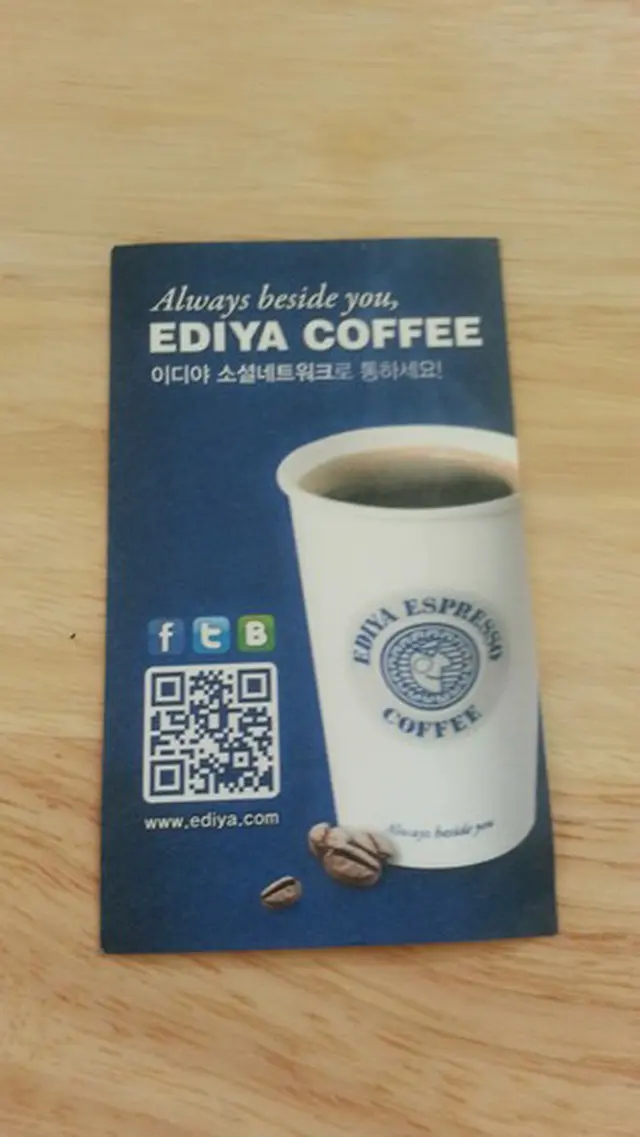 Always beside you,
EDIYA COFFEE
이디야 소셜네트워크로 통하세요!
EDIYA ESPRESSO
COFFEE
f t B
www.ediya.com
Always beside you